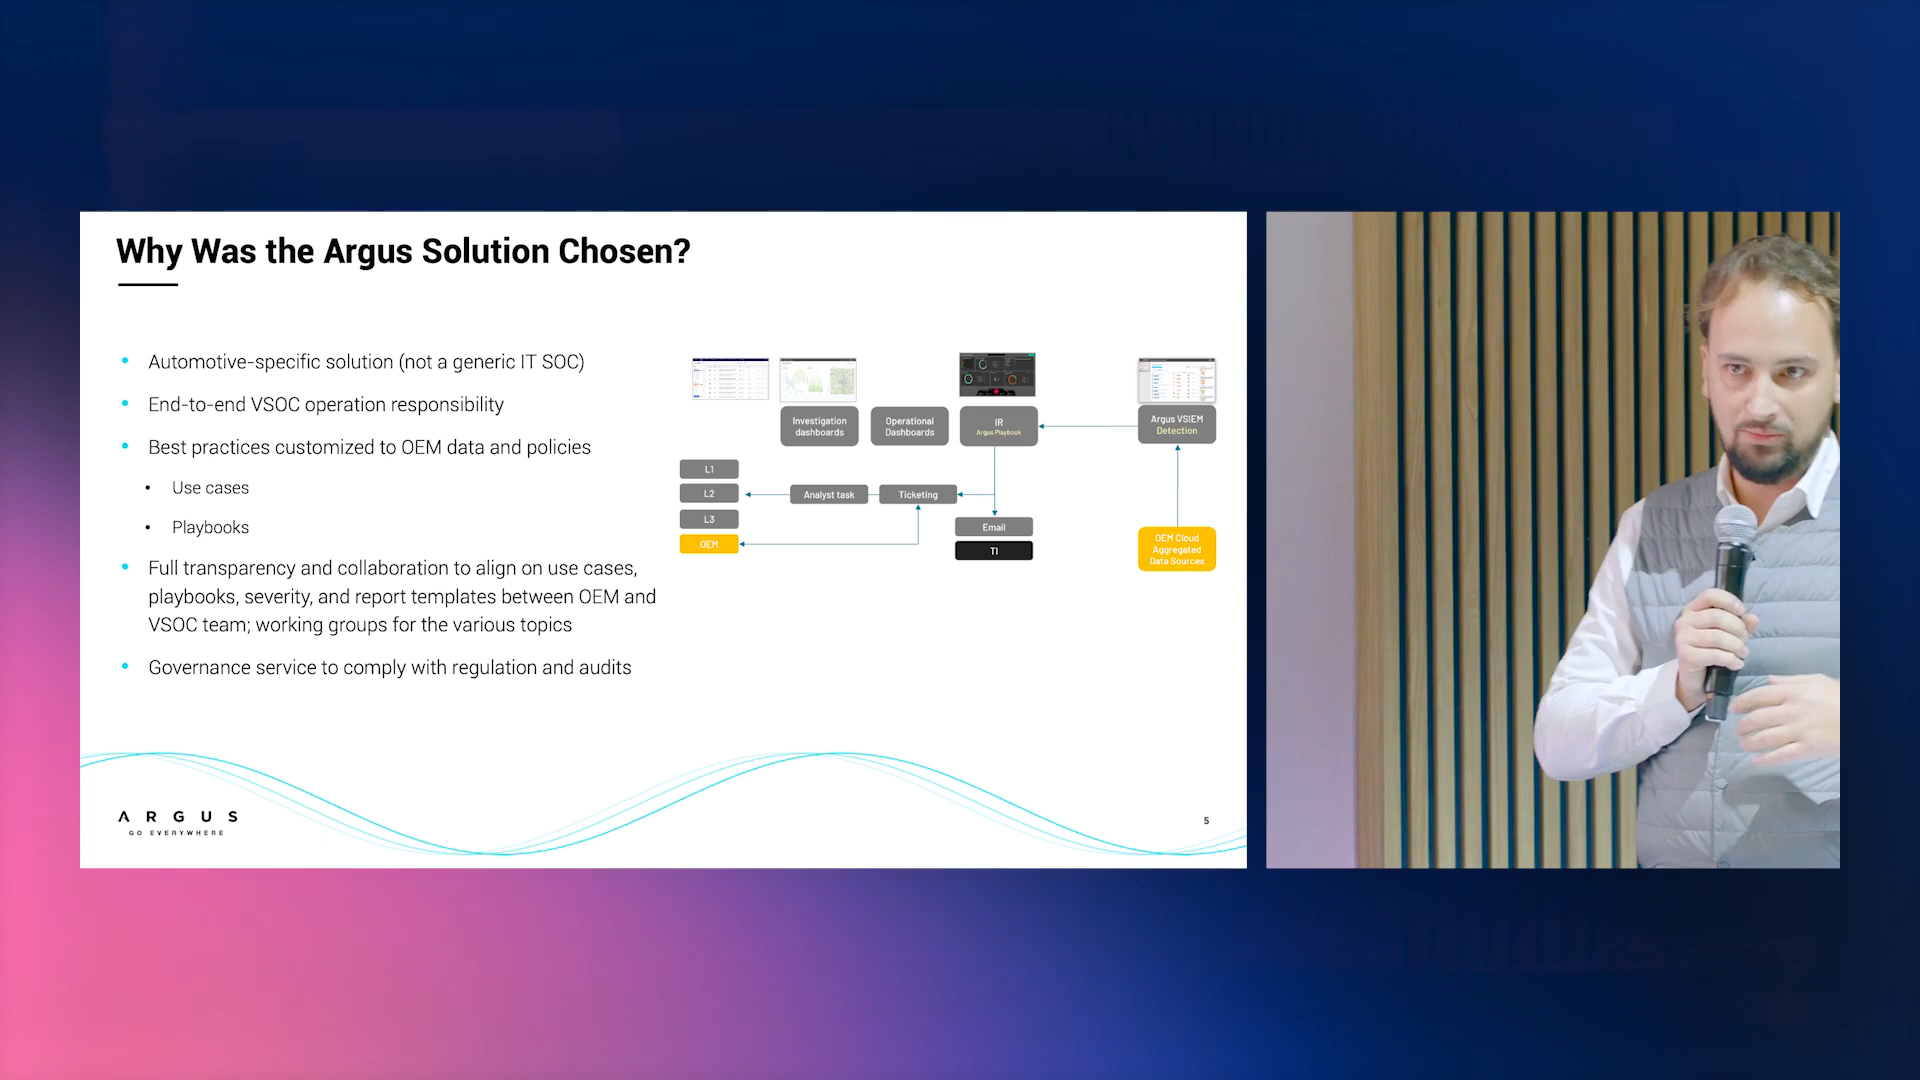 Why Was the Argus Solution Chosen?
Automotive-specific solution (not a generic IT SOC)
End-to-end VSOC operation responsibility
Best practices customized to OEM data and policies
Use cases
Playbooks
Full transparency and collaboration to align on use cases,
playbooks, severity, and report templates between OEM and
VSOC team; working groups for the various topics
Governance service to comply with regulation and audits
Investigation
dashboards
Operational
Dashboards
IR
Argus Playbook
Argus VSIEM
Detection
L1
L2
L3
OEM
Analyst task
Ticketing
Email
TI
OEM Cloud
Aggregated
Data Sources
ARGUS
GO EVERYWHERE
5